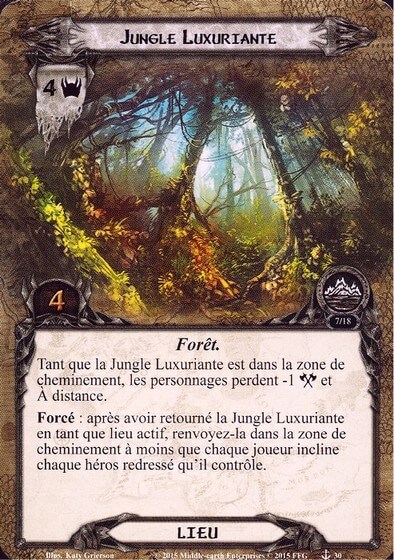 Jungle Luxuriante
4
4
7/18
Forêt.
Tant que la Jungle Luxuriante est dans la zone de
cheminement, les personnages perdent -1 et
À distance.
Forcé : après avoir retourné la Jungle Luxuriante
en tant que lieu actif, renvoyez-la dans la zone de
cheminement à moins que chaque joueur incline
chaque héros redressé qu'il contrôle.
LIEU
Illus. Katy Grierson © 2015 Middle-earth Enterprises © 2015 FFG 30